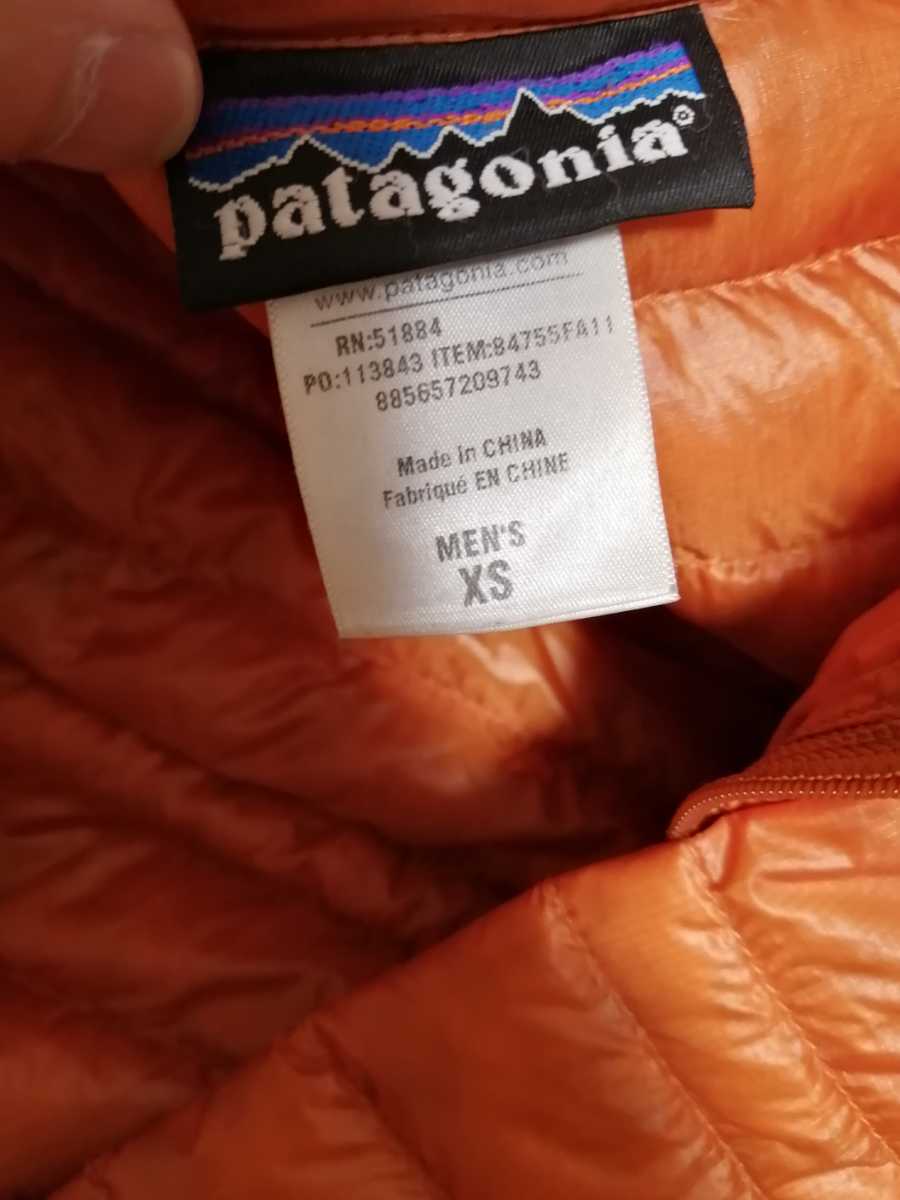 patagonia®
www.patagonia.com
RN:51884
PO:113843 ITEM:84755FA11
885657209743
Made in CHINA
Fabriqué EN CHINE
MEN'S
XS